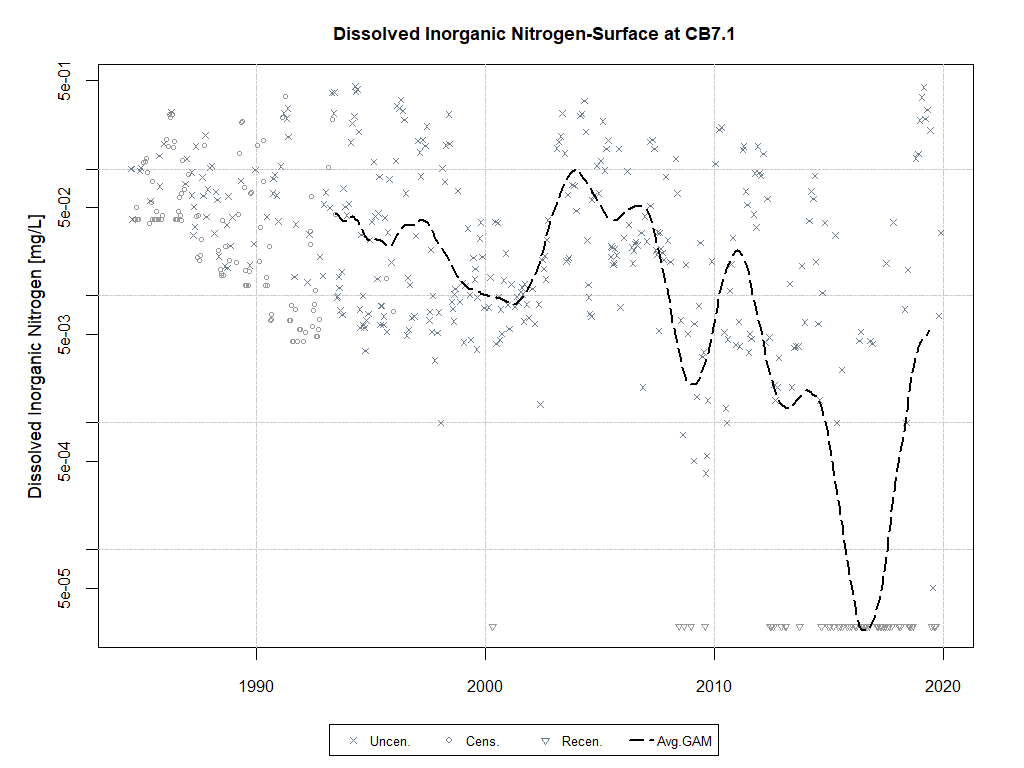 Dissolved Inorganic Nitrogen-Surface at CB7.1
Dissolved Inorganic Nitrogen [mg/L]
5e-01
5e-02
5e-03
5e-04
5e-05
1990 2000 2010 2020
Uncen. Cens. Recen. Avg.GAM